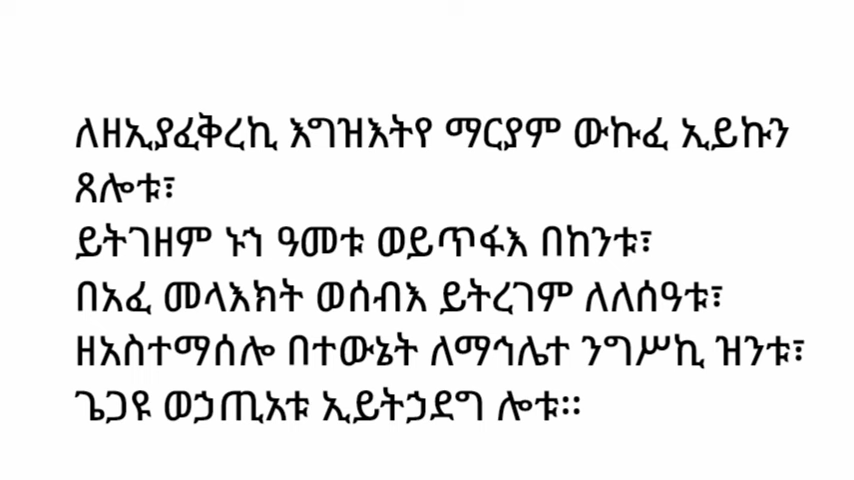 ለዘኢያፈቅረኪ እግዝእትየ ማርያም ውኩፈ ኢይኩን
ጸሎቱ፣
ይትገዘም ኑኀ ዓመቱ ወይጥፋእ በከንቱ፣
በአፈ መላእክት ወሰብእ ይትረገም ለለሰዓቱ፣
ዘአስተማሰሎ በተውኔት ለማኅሌተ ንግሥኪ ዝንቱ፣
ጌጋዩ ወኃጢአቱ ኢይትኃደግ ሎቱ።